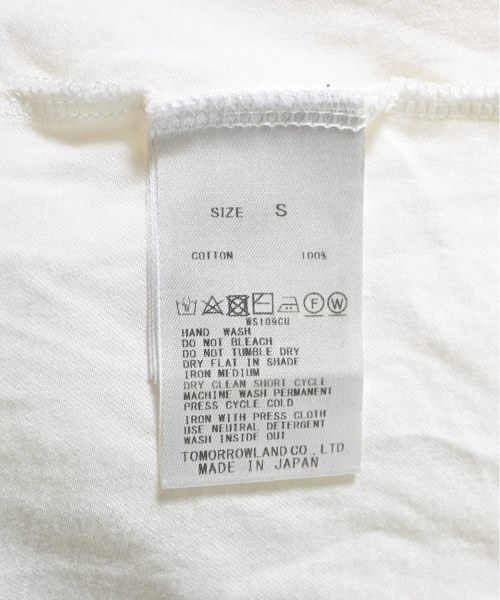 SIZE S
COTTON 100%
F W
WS109CU
HAND WASH
DO NOT BLEACH
DO NOT TUMBLE DRY
DRY FLAT IN SHADE
IRON MEDIUM
DRY CLEAN SHORT CYCLE
MACHINE WASH PERMANENT
PRESS CYCLE COLD
IRON WITH PRESS CLOTH
USE NEUTRAL DETERGENT
WASH INSIDE OUT
TOMORROWLAND CO., LTD
MADE IN JAPAN